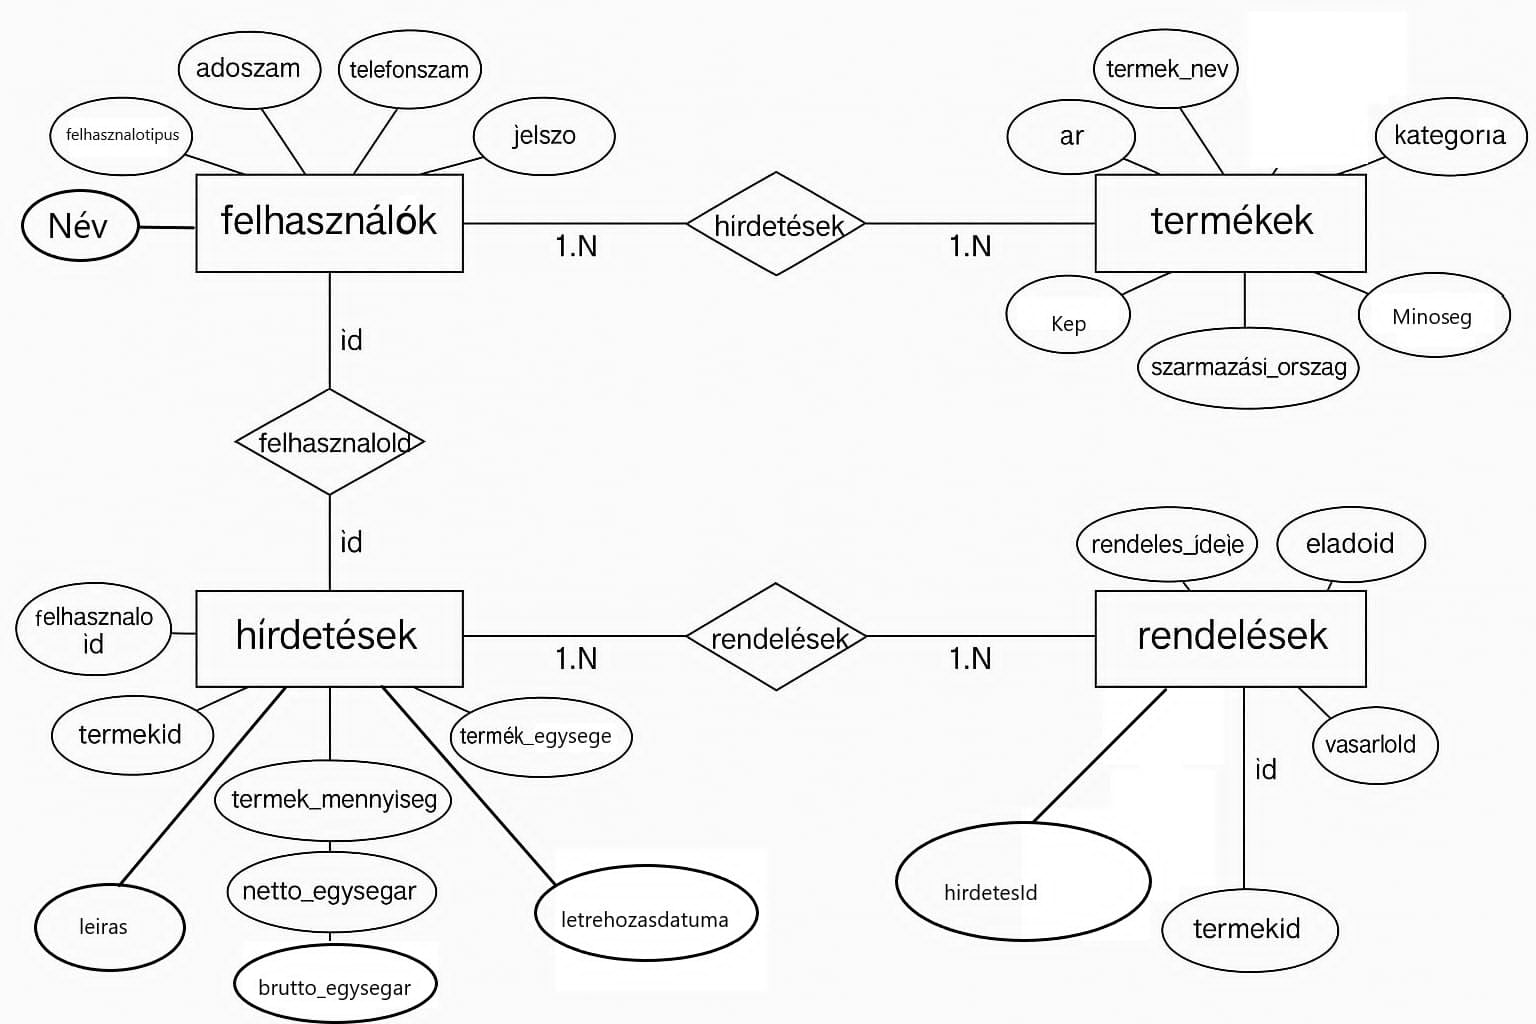 adoszam
telefonszam
termek_nev
felhasznalotipus
jelszo
ar
kategoria
Név
felhasználók
hirdetések
termékek
1.N
1.N
Kep
Minoseg
szarmazási_orszag
id
felhasznaloId
id
rendeles_ideje
eladoid
felhasznalo
id
hírdetések
rendelések
rendelések
1.N
1.N
termekid
termék_egysege
vasarloId
id
termek_mennyiseg
netto_egysegar
hirdetesId
leiras
letrehozasdatuma
termekid
brutto_egysegar